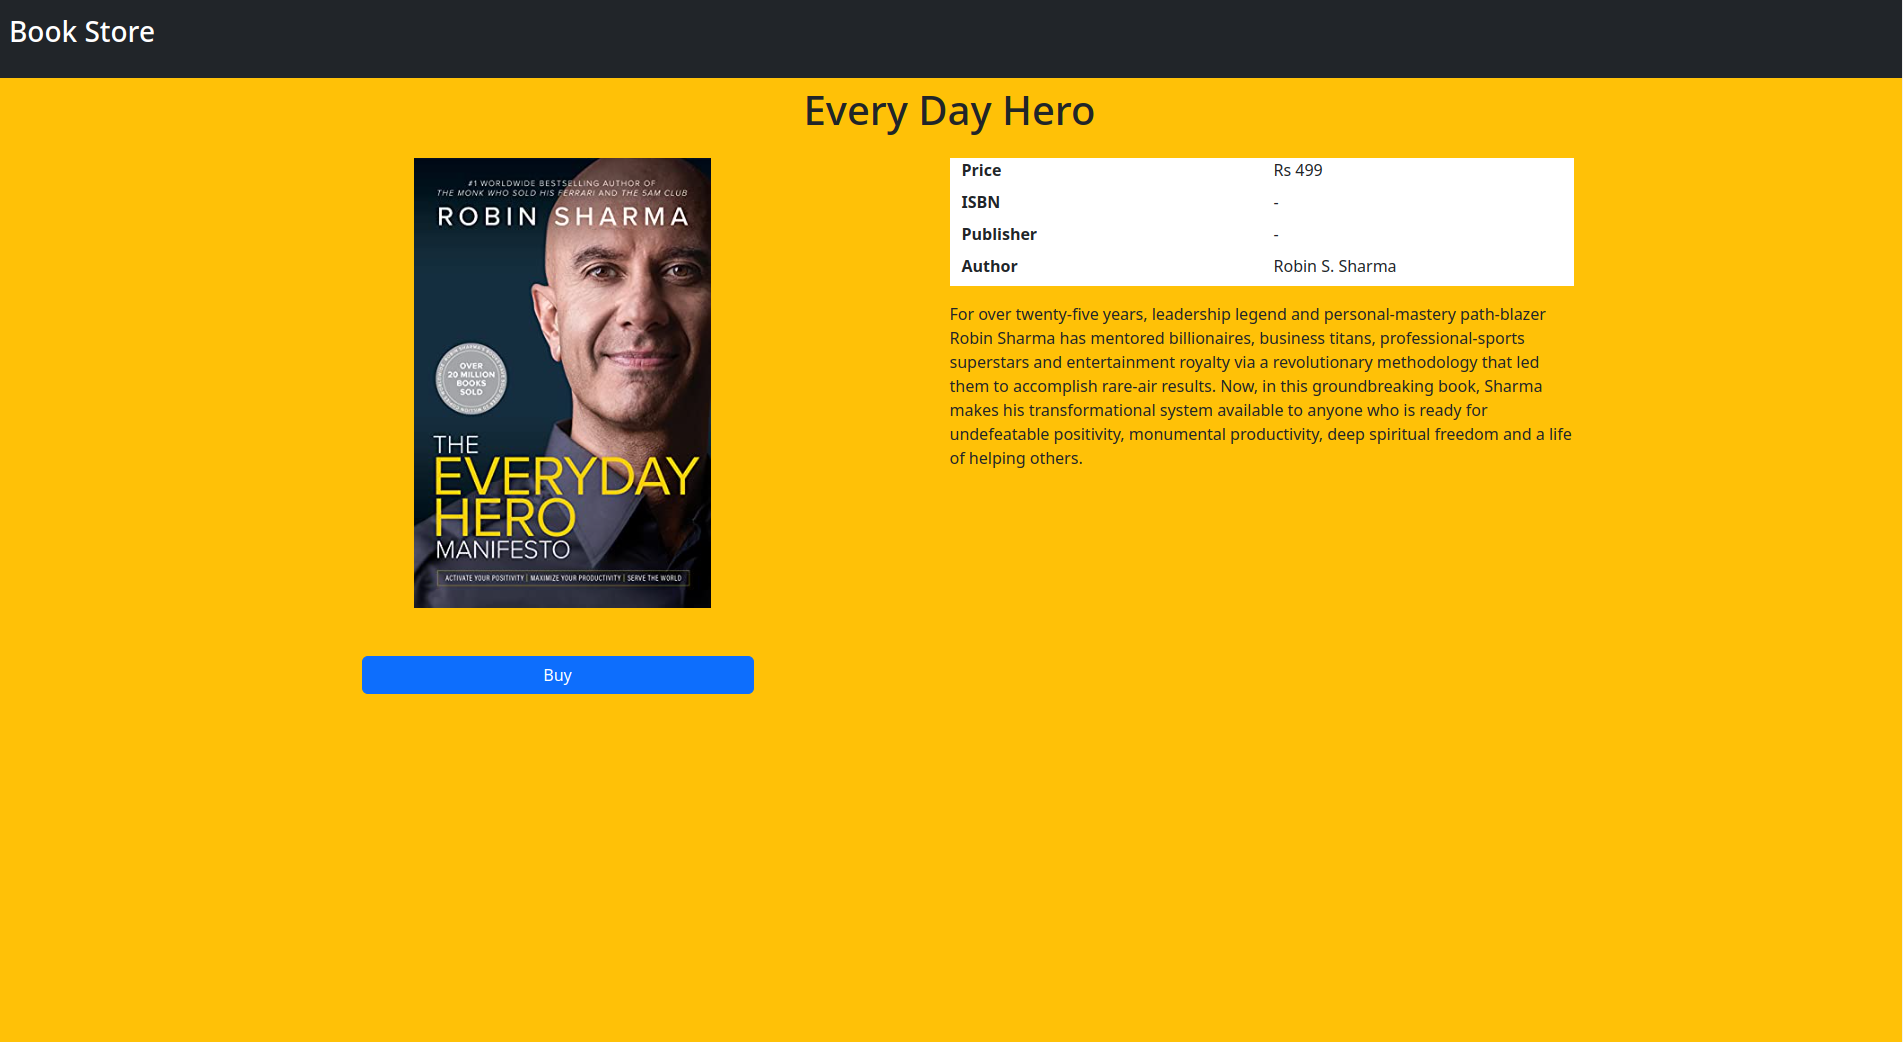 Book Store
Every Day Hero
#1 WORLDWIDE BESTSELLING AUTHOR OF
THE MONK WHO SOLD HIS FERRARI AND THE 5AM CLUB
ROBIN SHARMA
OVER
20 MILLION
BOOKS
SOLD
THE
EVERYDAY
HERO
MANIFESTO
ACTIVATE YOUR POSITIVITY | MAXIMIZE YOUR PRODUCTIVITY | SERVE THE WORLD
Buy
Price Rs 499
ISBN -
Publisher -
Author Robin S. Sharma
For over twenty-five years, leadership legend and personal-mastery path-blazer
Robin Sharma has mentored billionaires, business titans, professional-sports
superstars and entertainment royalty via a revolutionary methodology that led
them to accomplish rare-air results. Now, in this groundbreaking book, Sharma
makes his transformational system available to anyone who is ready for
undefeatable positivity, monumental productivity, deep spiritual freedom and a life
of helping others.